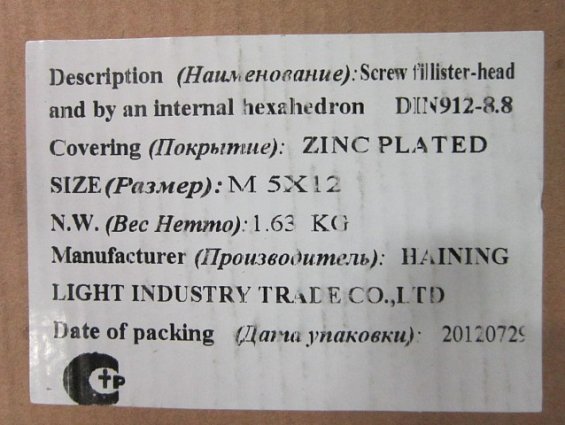 Description (Наименование): Screw fillister-head
and by an internal hexahedron DIN912-8.8
Covering (Покрытие): ZINC PLATED
SIZE (Размер): M 5X12
N.W. (Вес Нетто): 1.63 KG
Manufacturer (Производитель): HAINING
LIGHT INDUSTRY TRADE CO.,LTD
Date of packing (Дата упаковки): 20120729
СтР